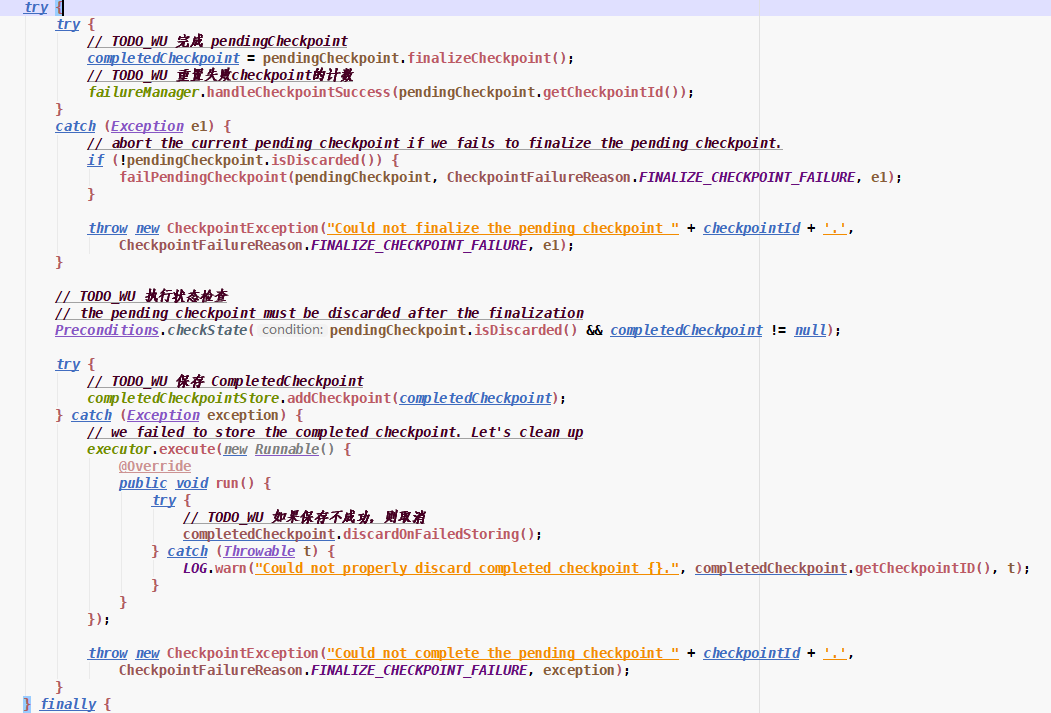 try {
try {
// TODO_WU 完成 pendingCheckpoint
completedCheckpoint = pendingCheckpoint.finalizeCheckpoint();
// TODO_WU 重置失败checkpoint的计数
failureManager.handleCheckpointSuccess(pendingCheckpoint.getCheckpointId());
}
catch (Exception e1) {
// abort the current pending checkpoint if we fails to finalize the pending checkpoint.
if (!pendingCheckpoint.isDiscarded()) {
failPendingCheckpoint(pendingCheckpoint, CheckpointFailureReason.FINALIZE_CHECKPOINT_FAILURE, e1);
}
throw new CheckpointException("Could not finalize the pending checkpoint " + checkpointId + '.',
CheckpointFailureReason.FINALIZE_CHECKPOINT_FAILURE, e1);
}
// TODO_WU 执行状态检查
// the pending checkpoint must be discarded after the finalization
Preconditions.checkState( condition: pendingCheckpoint.isDiscarded() && completedCheckpoint != null);
try {
// TODO_WU 保存 CompletedCheckpoint
completedCheckpointStore.addCheckpoint(completedCheckpoint);
} catch (Exception exception) {
// we failed to store the completed checkpoint. Let's clean up
executor.execute(new Runnable() {
@Override
public void run() {
try {
// TODO_WU 如果保存不成功，则取消
completedCheckpoint.discardOnFailedStoring();
} catch (Throwable t) {
LOG.warn("Could not properly discard completed checkpoint {}.", completedCheckpoint.getCheckpointID(), t);
}
}
});
throw new CheckpointException("Could not complete the pending checkpoint " + checkpointId + '.',
CheckpointFailureReason.FINALIZE_CHECKPOINT_FAILURE, exception);
}
} finally {